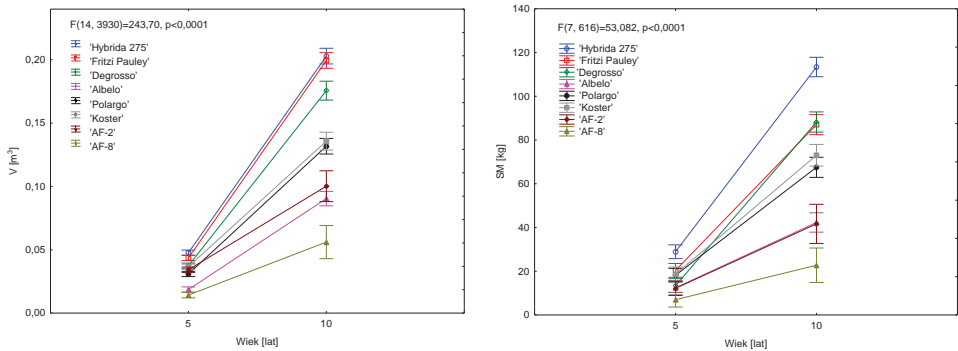 F(14, 3930)=243,70, p<0,0001
'Hybrida 275'
'Fritzi Pauley'
'Degrosso'
'Albelo'
'Polargo'
'Koster'
'AF-2'
'AF-8'
0,20
0,15
0,10
0,05
0,00
V [m³]
5
10
Wiek [lat]
F(7, 616)=53,082, p<0,0001
'Hybrida 275'
'Fritzi Pauley'
'Degrosso'
'Albelo'
'Polargo'
'Koster'
'AF-2'
'AF-8'
140
120
100
80
60
40
20
0
SM [kg]
5
10
Wiek [lat]